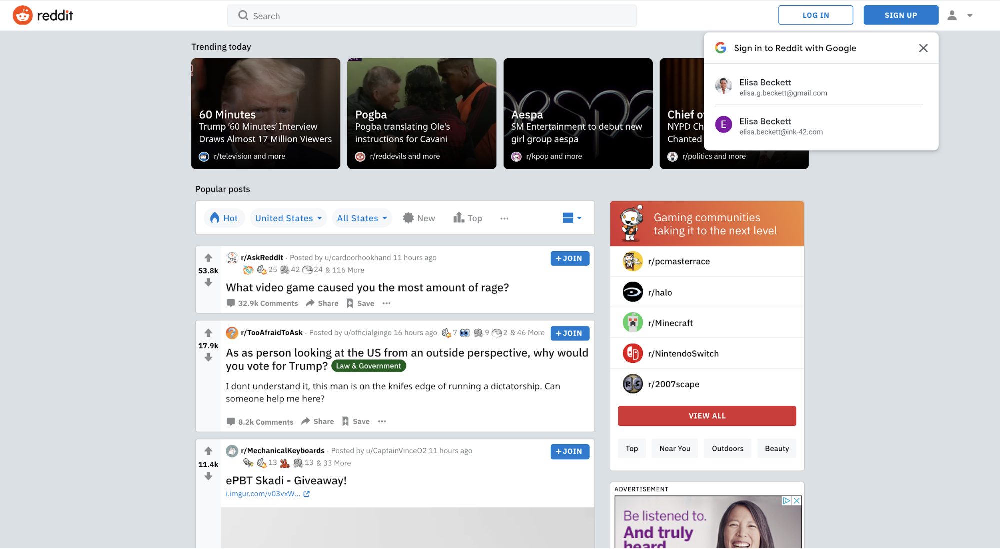 reddit
Search
LOG IN
SIGN UP
Sign in to Reddit with Google
Elisa Beckett
elisa.g.beckett@gmail.com
E
Elisa Beckett
elisa.beckett@ink-42.com
Trending today
60 Minutes
Trump ‘60 Minutes’ Interview
Draws Almost 17 Million Viewers
r/television and more
Pogba
Pogba translating Ole's
instructions for Cavani
r/reddevils and more
aespa
Aespa
SM Entertainment to debut new
girl group aespa
r/kpop and more
Chief o
NYPD Ch
Chanted
r/politics and more
Popular posts
Hot
United States
All States
New
Top
r/AskReddit · Posted by u/cardoorhookhand 11 hours ago
+ JOIN
25 42 24 & 116 More
53.8k
What video game caused you the most amount of rage?
32.9k Comments Share Save
r/TooAfraidToAsk · Posted by u/officialginge 16 hours ago 7 9 2 & 46 More
+ JOIN
17.9k
As as person looking at the US from an outside perspective, why would
you vote for Trump? Law & Government
I dont understand it, this man is on the knifes edge of running a dictatorship. Can
someone help me here?
8.2k Comments Share Save
r/MechanicalKeyboards · Posted by u/CaptainVinceO2 11 hours ago
+ JOIN
13 13 & 33 More
11.4k
ePBT Skadi - Giveaway!
i.imgur.com/v03vxW...
Gaming communities
taking it to the next level
r/pcmasterrace
r/halo
r/Minecraft
r/NintendoSwitch
RS
r/2007scape
VIEW ALL
Top
Near You
Outdoors
Beauty
ADVERTISEMENT
Be listened to.
And truly
heard